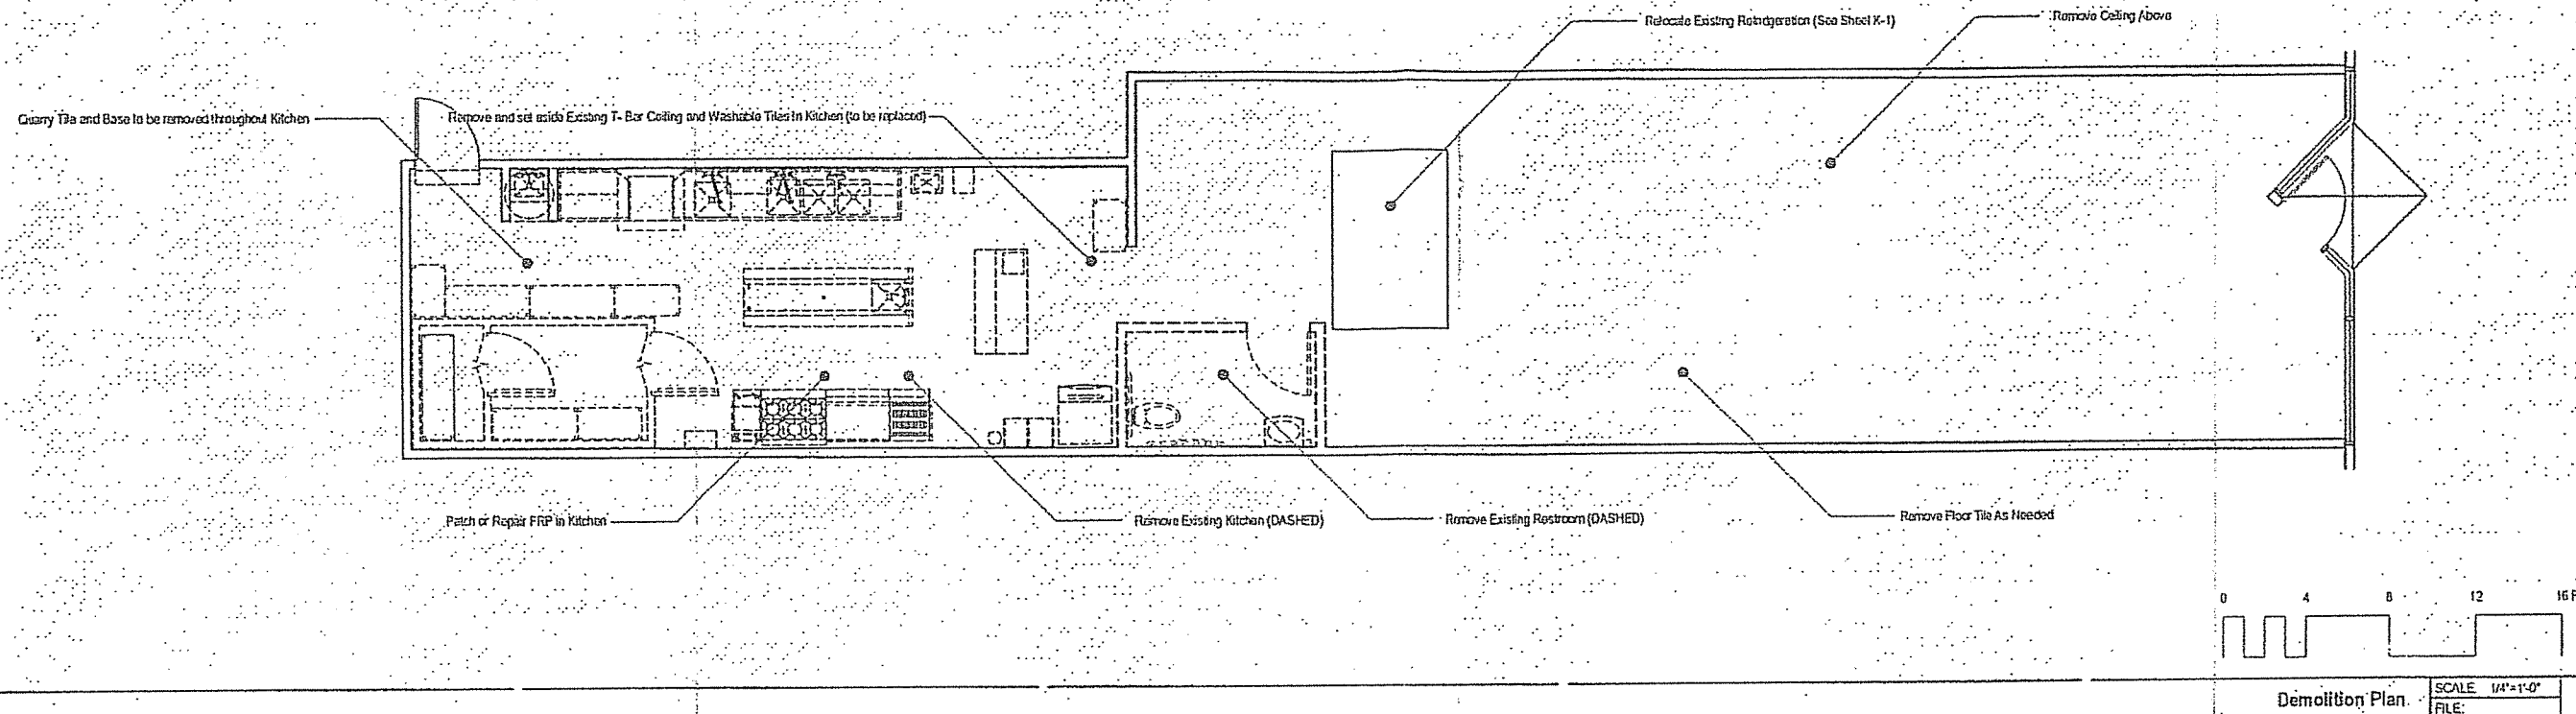 Relocate Existing Refridgeration (See Sheet K-1)
Remove Ceiling Above
Quarry Tile and Base to be removed throughout Kitchen
Remove and set aside Existing T- Bar Ceiling and Washable Tiles In Kitchen (to be replaced)
Patch or Repair FRP in Kitchen
Remove Existing Kitchen (DASHED)
Remove Existing Restroom (DASHED)
Remove Floor Tile As Needed
0 4 8 12 16 F
Demolition Plan
SCALE 1/4"=1'-0"
FILE: